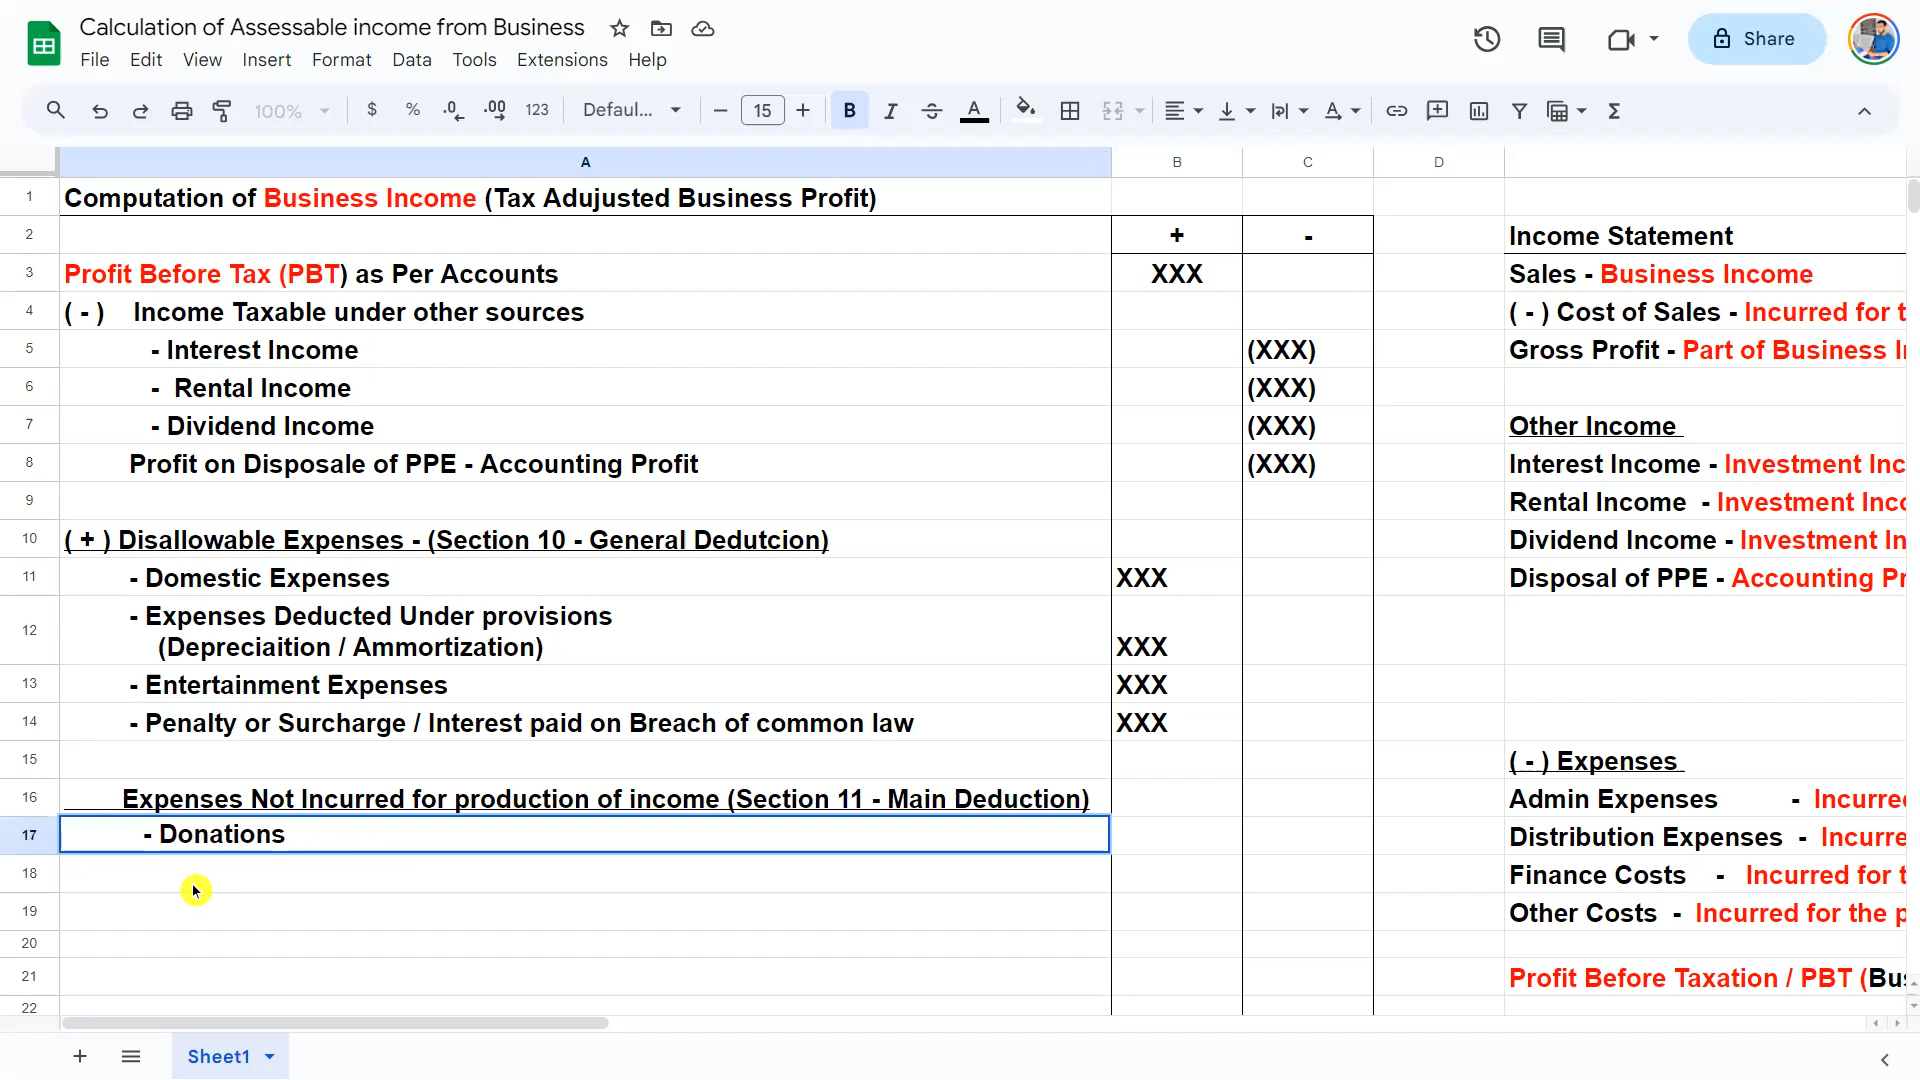 Calculation of Assessable income from Business
File Edit View Insert Format Data Tools Extensions Help
Share
100% $ % .0 .00 123 Defaul... 15 B I A
A B C D
1 Computation of Business Income (Tax Adujusted Business Profit)
2 + - Income Statement
3 Profit Before Tax (PBT) as Per Accounts XXX Sales - Business Income
4 ( - ) Income Taxable under other sources ( - ) Cost of Sales - Incurred for t
5 - Interest Income (XXX) Gross Profit - Part of Business I
6 - Rental Income (XXX)
7 - Dividend Income (XXX) Other Income
8 Profit on Disposale of PPE - Accounting Profit (XXX) Interest Income - Investment Inc
9 Rental Income - Investment Inco
10 ( + ) Disallowable Expenses - (Section 10 - General Dedutcion) Dividend Income - Investment In
11 - Domestic Expenses XXX Disposal of PPE - Accounting Pr
12 - Expenses Deducted Under provisions
(Depreciaition / Ammortization) XXX
13 - Entertainment Expenses XXX
14 - Penalty or Surcharge / Interest paid on Breach of common law XXX
15 ( - ) Expenses
16 Expenses Not Incurred for production of income (Section 11 - Main Deduction) Admin Expenses - Incurre
17 - Donations Distribution Expenses - Incurre
18 Finance Costs - Incurred for t
19 Other Costs - Incurred for the p
20
21 Profit Before Taxation / PBT (Bus
22
Sheet1